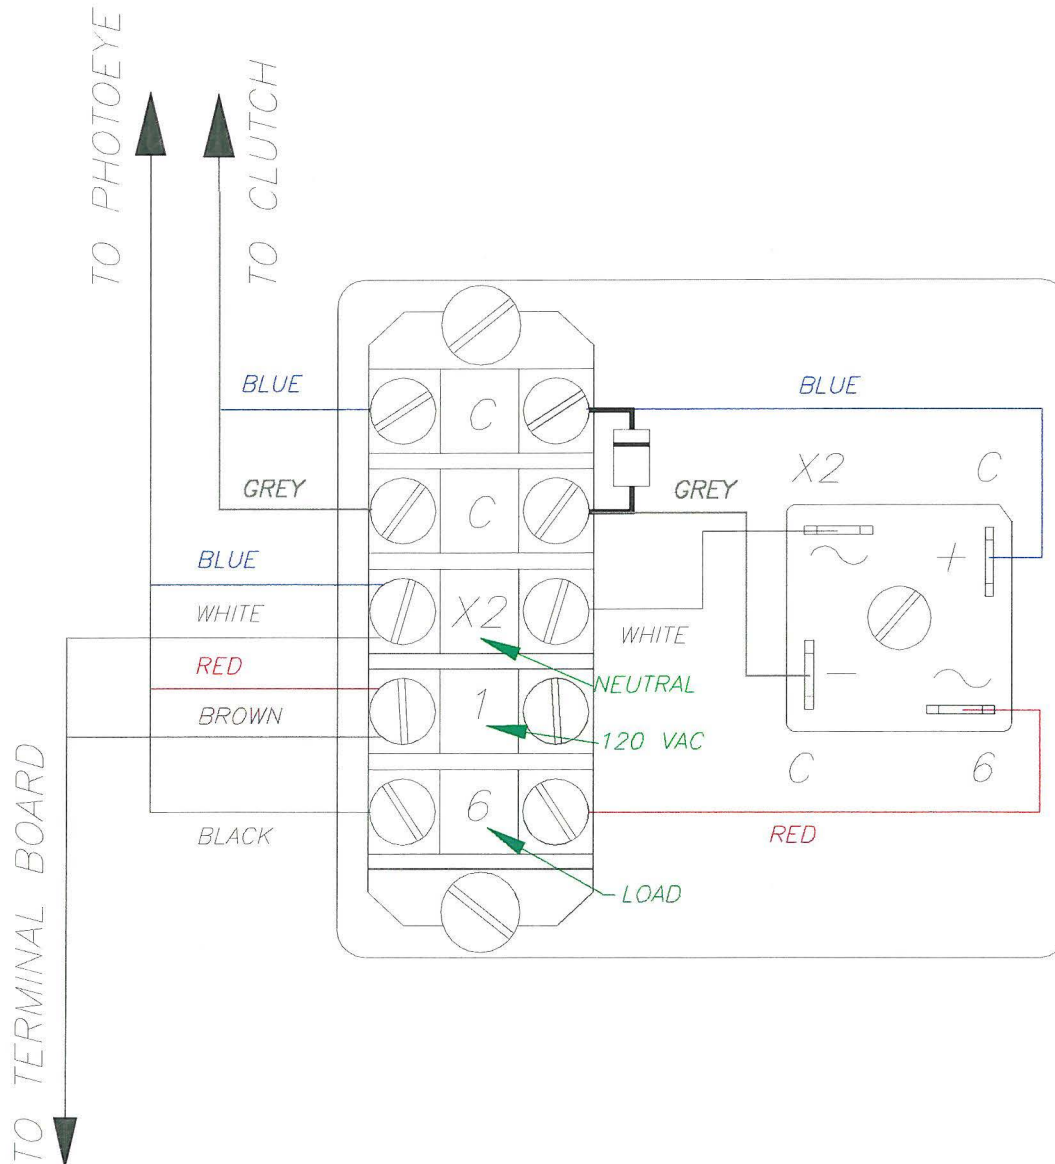 TO PHOTOEYE
TO CLUTCH
BLUE
C
BLUE
GREY
C
GREY
X2
C
+
BLUE
WHITE
X2
WHITE
NEUTRAL
-
RED
BROWN
1
120 VAC
C
6
BLACK
6
RED
LOAD
TO TERMINAL BOARD